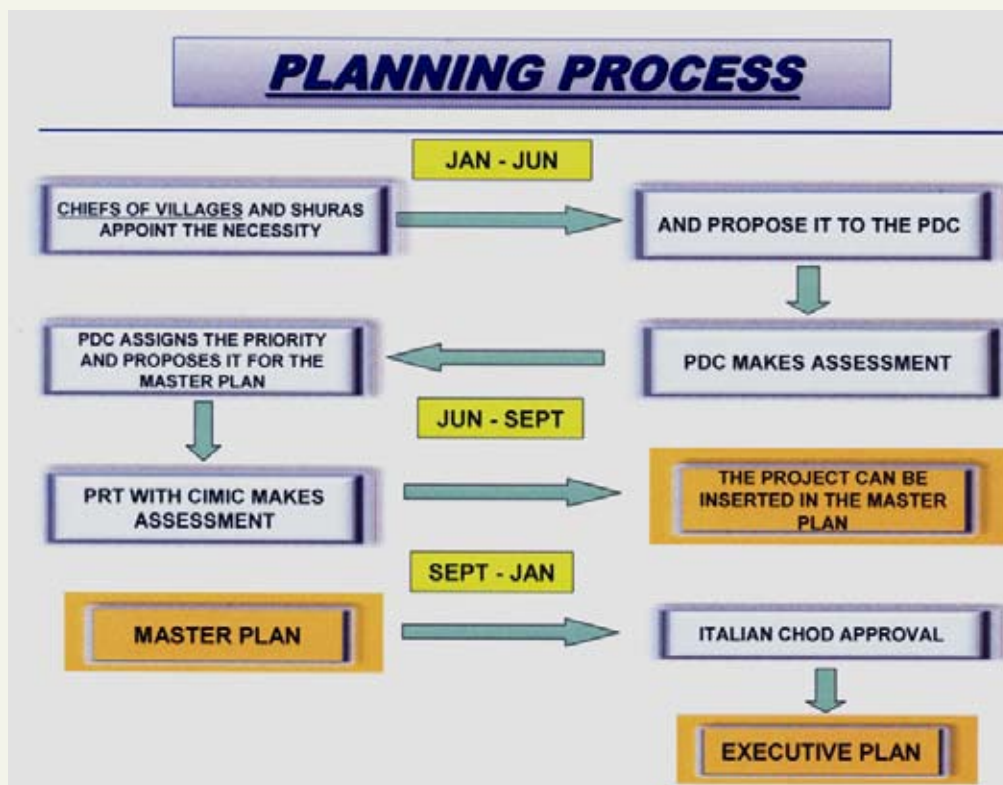 PLANNING PROCESS
JAN - JUN
CHIEFS OF VILLAGES AND SHURAS
APPOINT THE NECESSITY
AND PROPOSE IT TO THE PDC
PDC MAKES ASSESSMENT
PDC ASSIGNS THE PRIORITY
AND PROPOSES IT FOR THE
MASTER PLAN
JUN - SEPT
PRT WITH CIMIC MAKES
ASSESSMENT
THE PROJECT CAN BE
INSERTED IN THE MASTER
PLAN
SEPT - JAN
MASTER PLAN
ITALIAN CHOD APPROVAL
EXECUTIVE PLAN